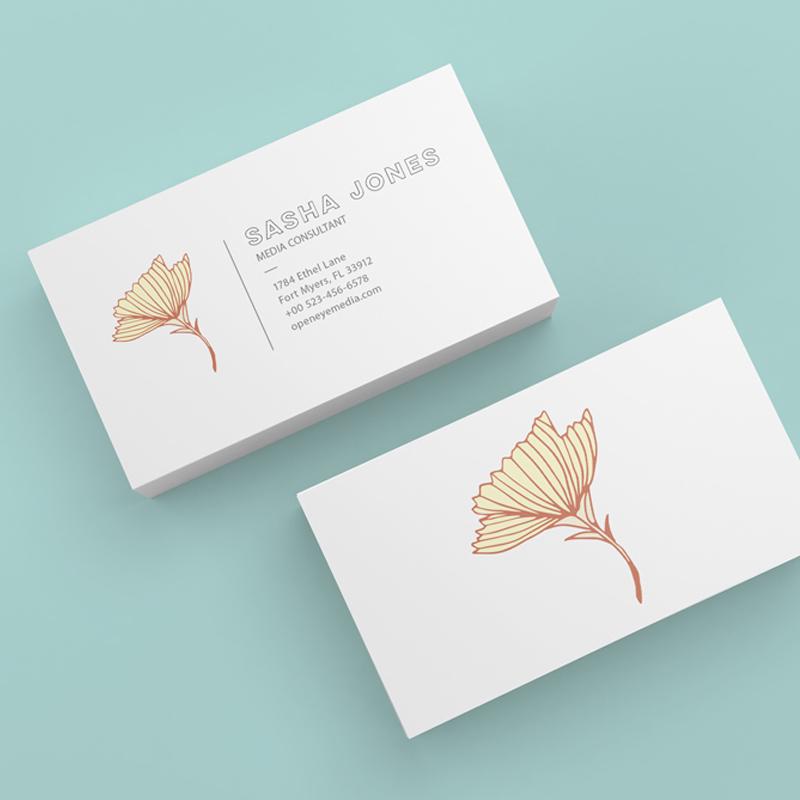 SASHA JONES
MEDIA CONSULTANT
1784 Ethel Lane
Fort Myers, FL 33912
+00 523-456-6578
openeyemedia.com